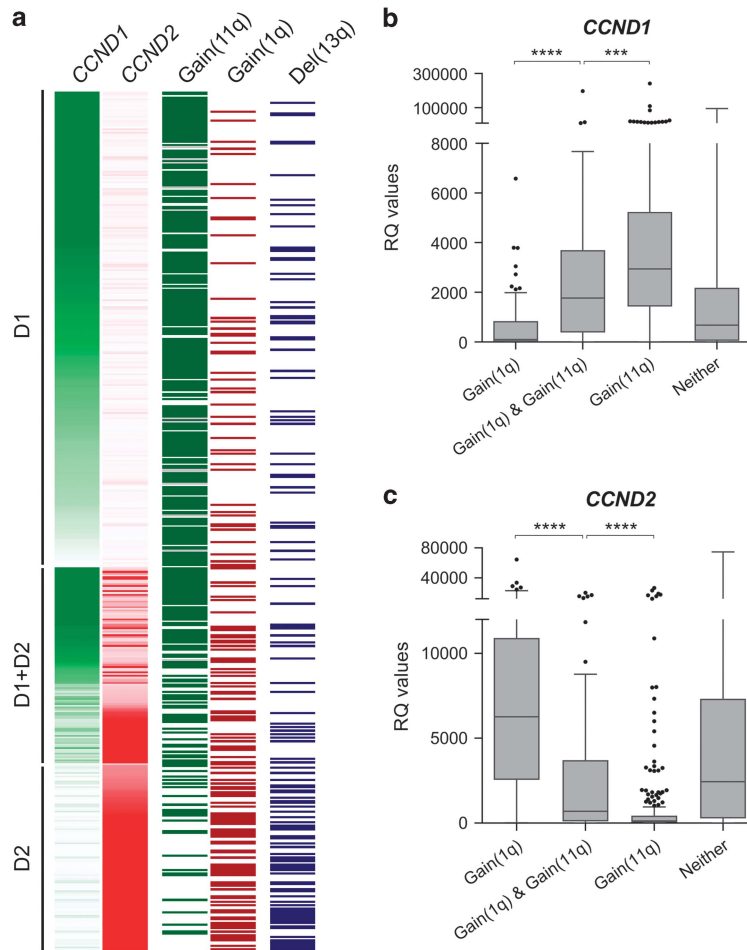 a
CCND1
CCND2
Gain(11q)
Gain(1q)
Del(13q)
D1
D1+D2
D2
b
CCND1
**** ***
300000
100000
8000
6000
4000
2000
0
RQ values
Gain(1q)
Gain(1q) & Gain(11q)
Gain(11q)
Neither
c
CCND2
**** ****
80000
40000
10000
5000
0
RQ values
Gain(1q)
Gain(1q) & Gain(11q)
Gain(11q)
Neither